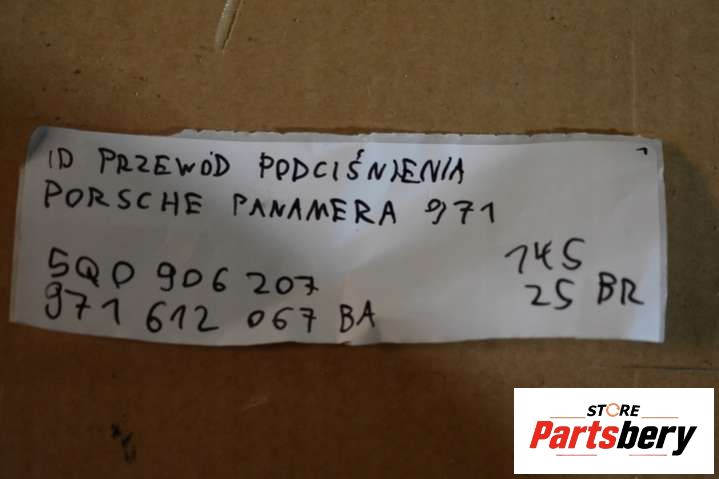 ID PRZEWÓD PODCIŚNIENIA
PORSCHE PANAMERA 971
5Q0 906 207
971 612 067 BA
145
25 BR
STORE
Partsbery